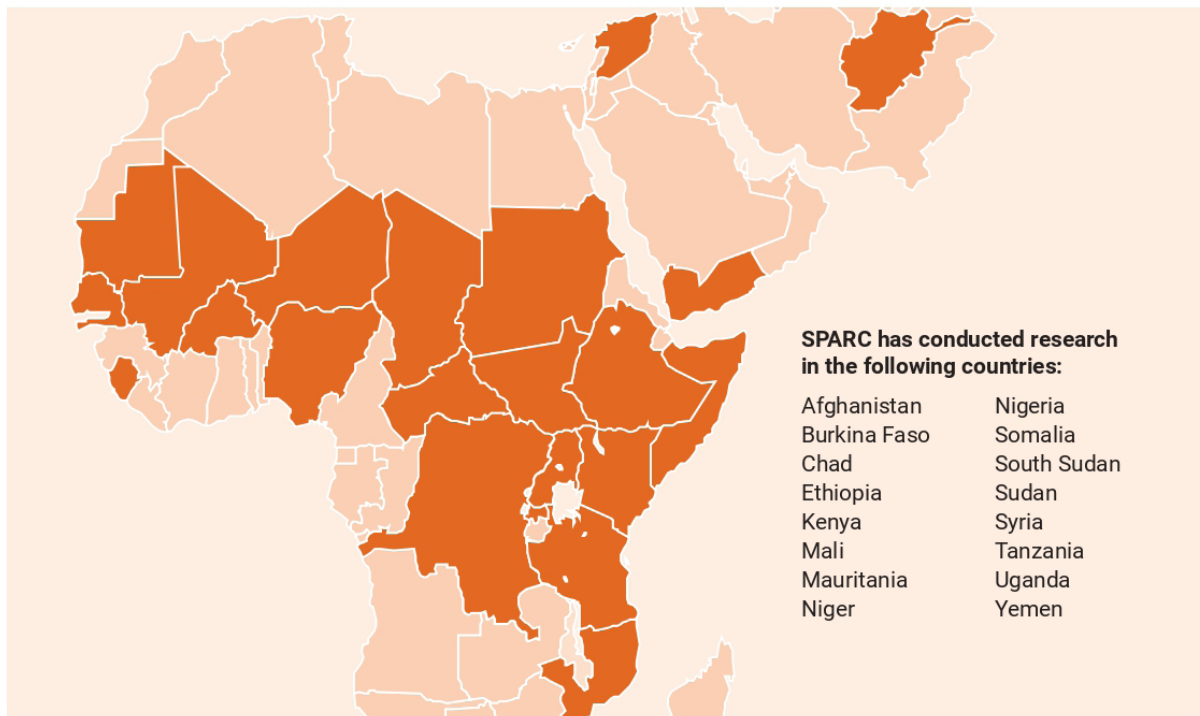 SPARC has conducted research
in the following countries:
Afghanistan
Burkina Faso
Chad
Ethiopia
Kenya
Mali
Mauritania
Niger
Nigeria
Somalia
South Sudan
Sudan
Syria
Tanzania
Uganda
Yemen